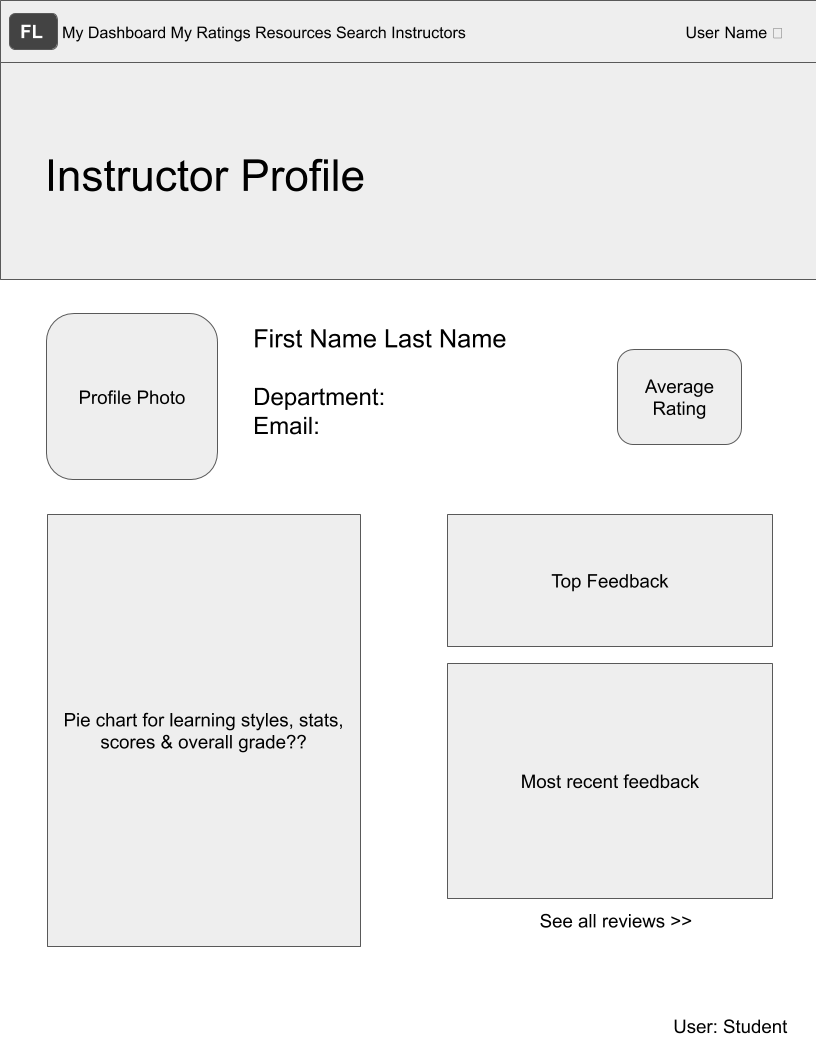 FL My Dashboard My Ratings Resources Search Instructors User Name
Instructor Profile
Profile Photo
First Name Last Name
Department:
Email:
Average
Rating
Pie chart for learning styles, stats,
scores & overall grade??
Top Feedback
Most recent feedback
See all reviews >>
User: Student